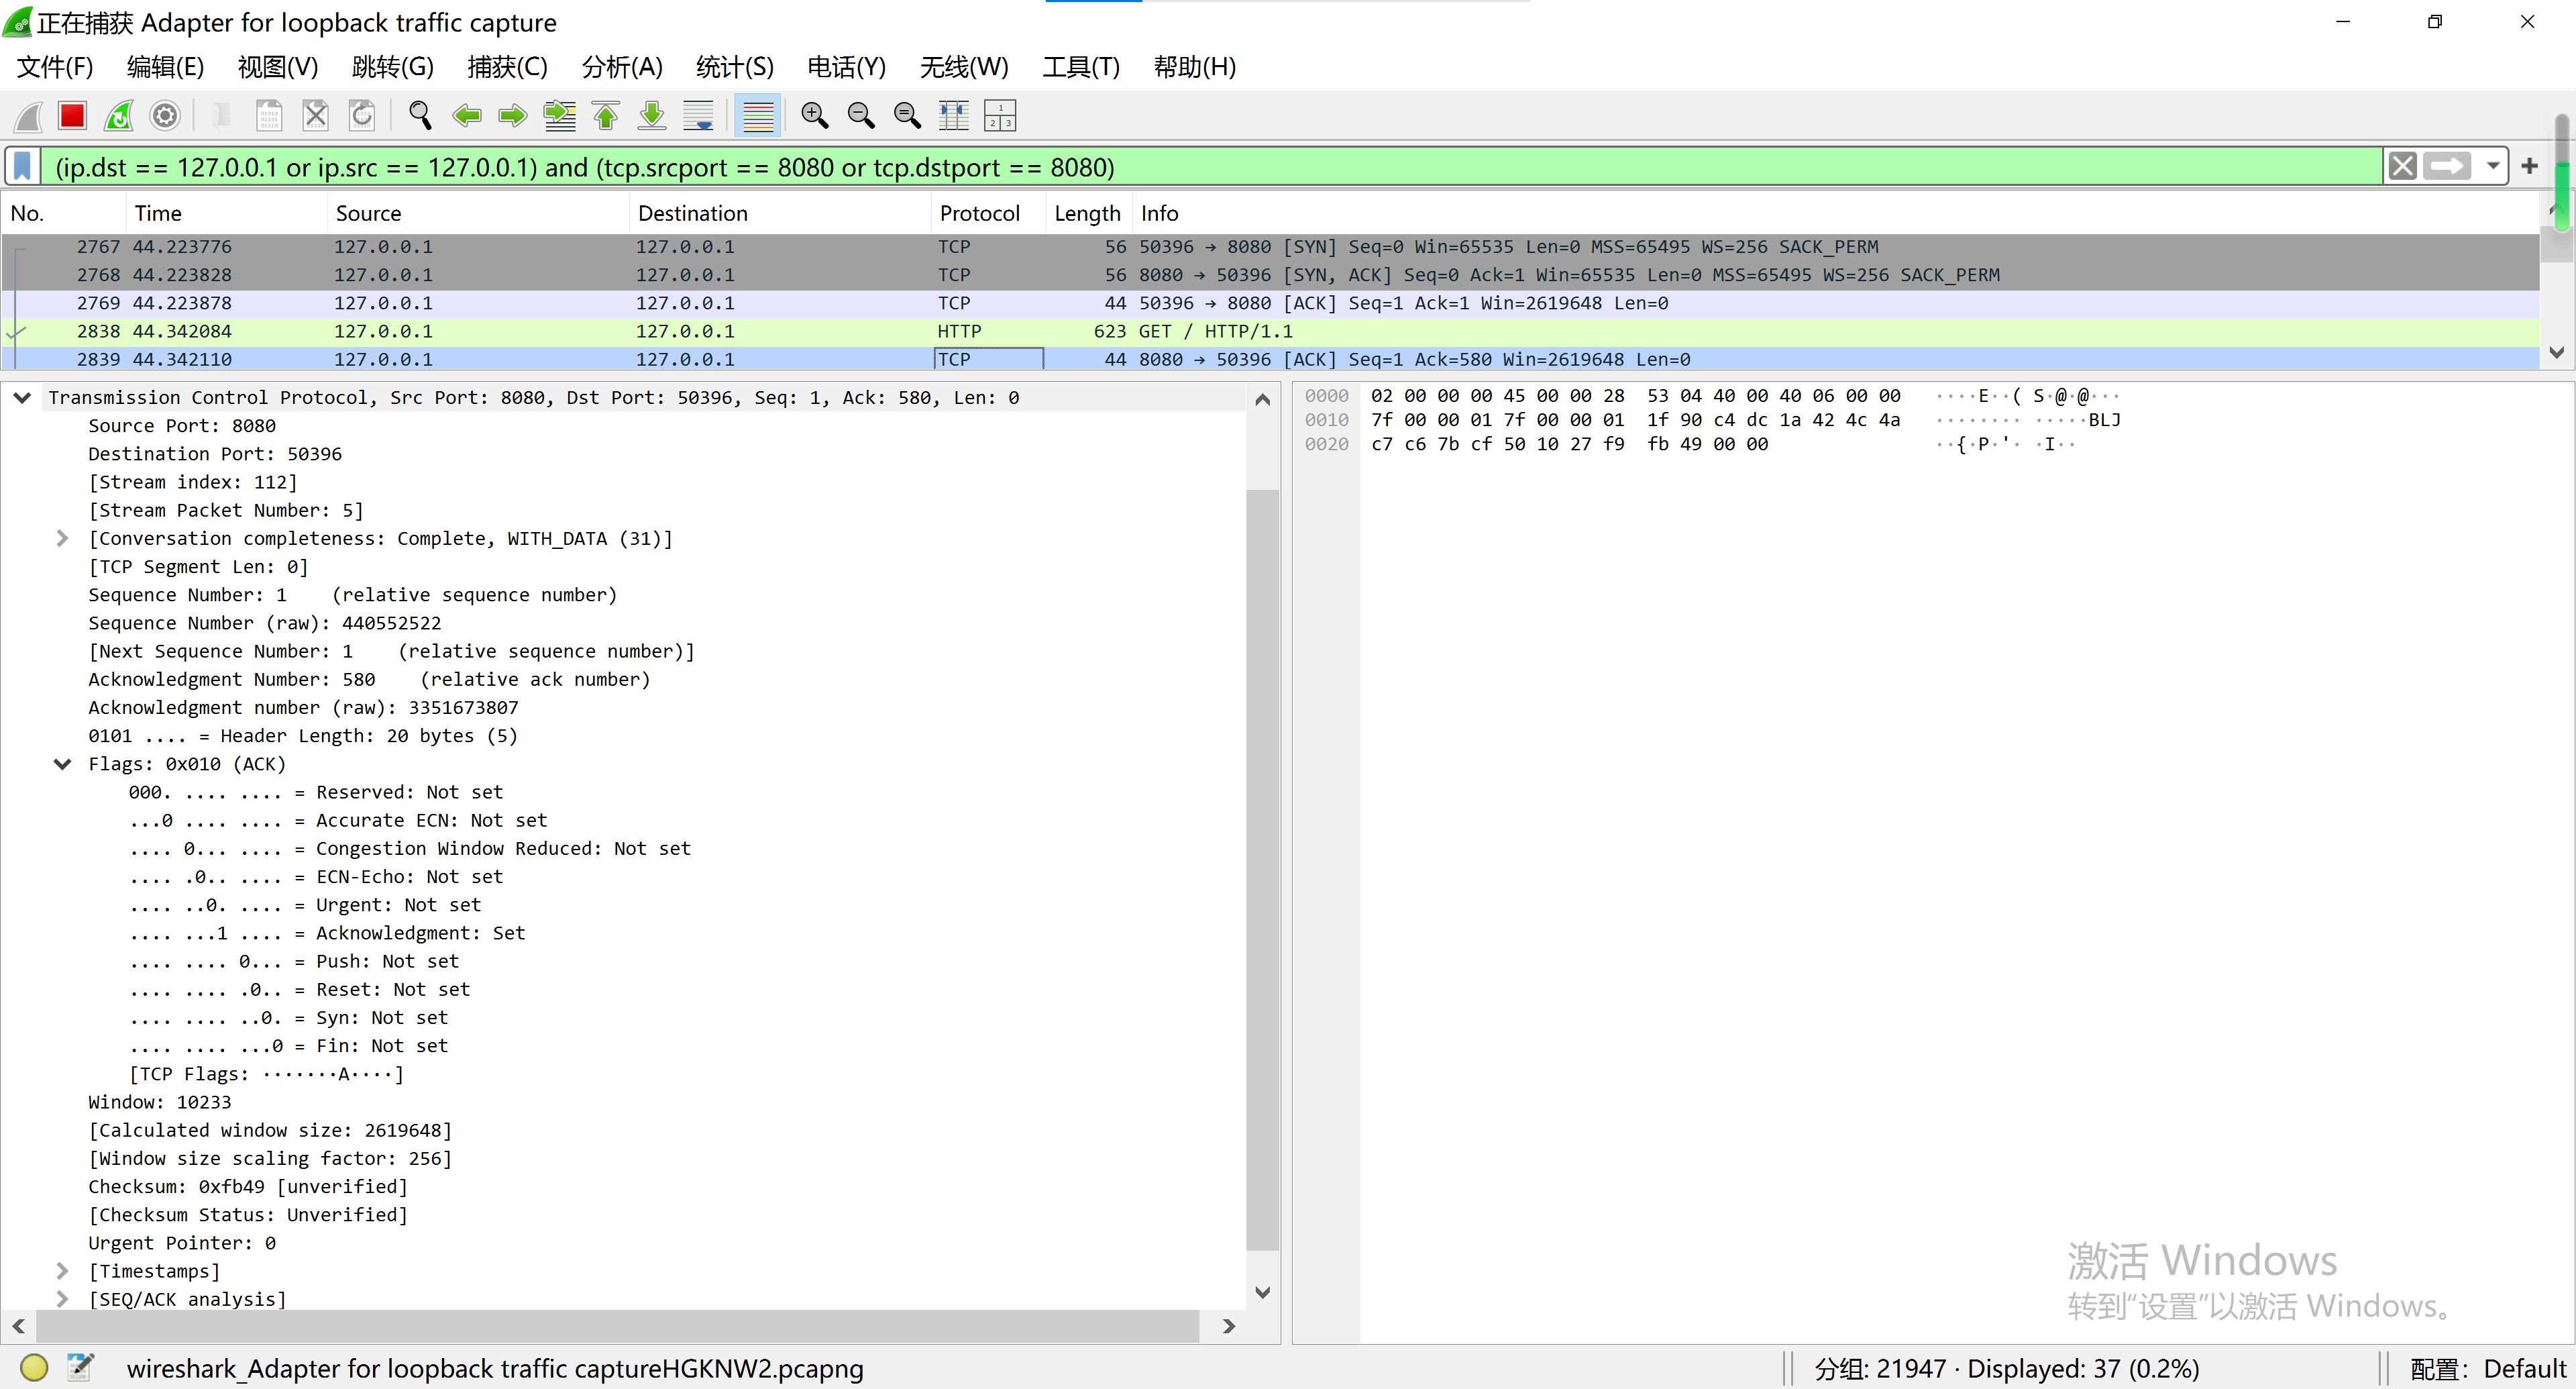 正在捕获 Adapter for loopback traffic capture
文件(F) 编辑(E) 视图(V) 跳转(G) 捕获(C) 分析(A) 统计(S) 电话(Y) 无线(W) 工具(T) 帮助(H)
(ip.dst == 127.0.0.1 or ip.src == 127.0.0.1) and (tcp.srcport == 8080 or tcp.dstport == 8080)
No. Time Source Destination Protocol Length Info
2767 44.223776 127.0.0.1 127.0.0.1 TCP 56 50396 → 8080 [SYN] Seq=0 Win=65535 Len=0 MSS=65495 WS=256 SACK_PERM
2768 44.223828 127.0.0.1 127.0.0.1 TCP 56 8080 → 50396 [SYN, ACK] Seq=0 Ack=1 Win=65535 Len=0 MSS=65495 WS=256 SACK_PERM
2769 44.223878 127.0.0.1 127.0.0.1 TCP 44 50396 → 8080 [ACK] Seq=1 Ack=1 Win=2619648 Len=0
2838 44.342084 127.0.0.1 127.0.0.1 HTTP 623 GET / HTTP/1.1
2839 44.342110 127.0.0.1 127.0.0.1 TCP 44 8080 → 50396 [ACK] Seq=1 Ack=580 Win=2619648 Len=0
Transmission Control Protocol, Src Port: 8080, Dst Port: 50396, Seq: 1, Ack: 580, Len: 0
Source Port: 8080
Destination Port: 50396
[Stream index: 112]
[Stream Packet Number: 5]
[Conversation completeness: Complete, WITH_DATA (31)]
[TCP Segment Len: 0]
Sequence Number: 1    (relative sequence number)
Sequence Number (raw): 440552522
[Next Sequence Number: 1    (relative sequence number)]
Acknowledgment Number: 580    (relative ack number)
Acknowledgment number (raw): 3351673807
0101 .... = Header Length: 20 bytes (5)
Flags: 0x010 (ACK)
000. .... .... = Reserved: Not set
...0 .... .... = Accurate ECN: Not set
.... 0... .... = Congestion Window Reduced: Not set
.... .0.. .... = ECN-Echo: Not set
.... ..0. .... = Urgent: Not set
.... ...1 .... = Acknowledgment: Set
.... .... 0... = Push: Not set
.... .... .0.. = Reset: Not set
.... .... ..0. = Syn: Not set
.... .... ...0 = Fin: Not set
[TCP Flags: ·······A····]
Window: 10233
[Calculated window size: 2619648]
[Window size scaling factor: 256]
Checksum: 0xfb49 [unverified]
[Checksum Status: Unverified]
Urgent Pointer: 0
[Timestamps]
[SEQ/ACK analysis]
0000 02 00 00 00 45 00 00 28 53 04 40 00 40 06 00 00 ····E··( S·@·@···
0010 7f 00 00 01 7f 00 00 01 1f 90 c4 dc 1a 42 4c 4a ········ ·····BLJ
0020 c7 c6 7b cf 50 10 27 f9 fb 49 00 00 ··{·P·'· ·I··
激活 Windows
转到“设置”以激活 Windows。
wireshark_Adapter for loopback traffic captureHGKNW2.pcapng
分组: 21947 · Displayed: 37 (0.2%)
配置: Default